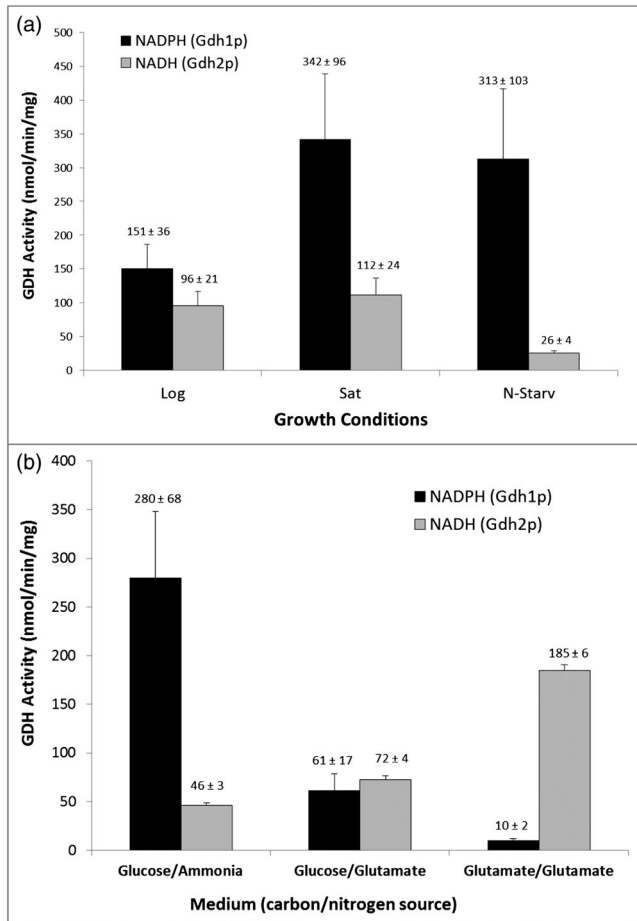 (a)
NADPH (Gdh1p)
NADH (Gdh2p)
GDH Activity (nmol/min/mg)
500
450
400
350
300
250
200
150
100
50
0
151 ± 36
96 ± 21
342 ± 96
112 ± 24
313 ± 103
26 ± 4
Log
Sat
N-Starv
Growth Conditions
(b)
NADPH (Gdh1p)
NADH (Gdh2p)
GDH Activity (nmol/min/mg)
400
350
300
250
200
150
100
50
0
280 ± 68
46 ± 3
61 ± 17
72 ± 4
10 ± 2
185 ± 6
Glucose/Ammonia
Glucose/Glutamate
Glutamate/Glutamate
Medium (carbon/nitrogen source)